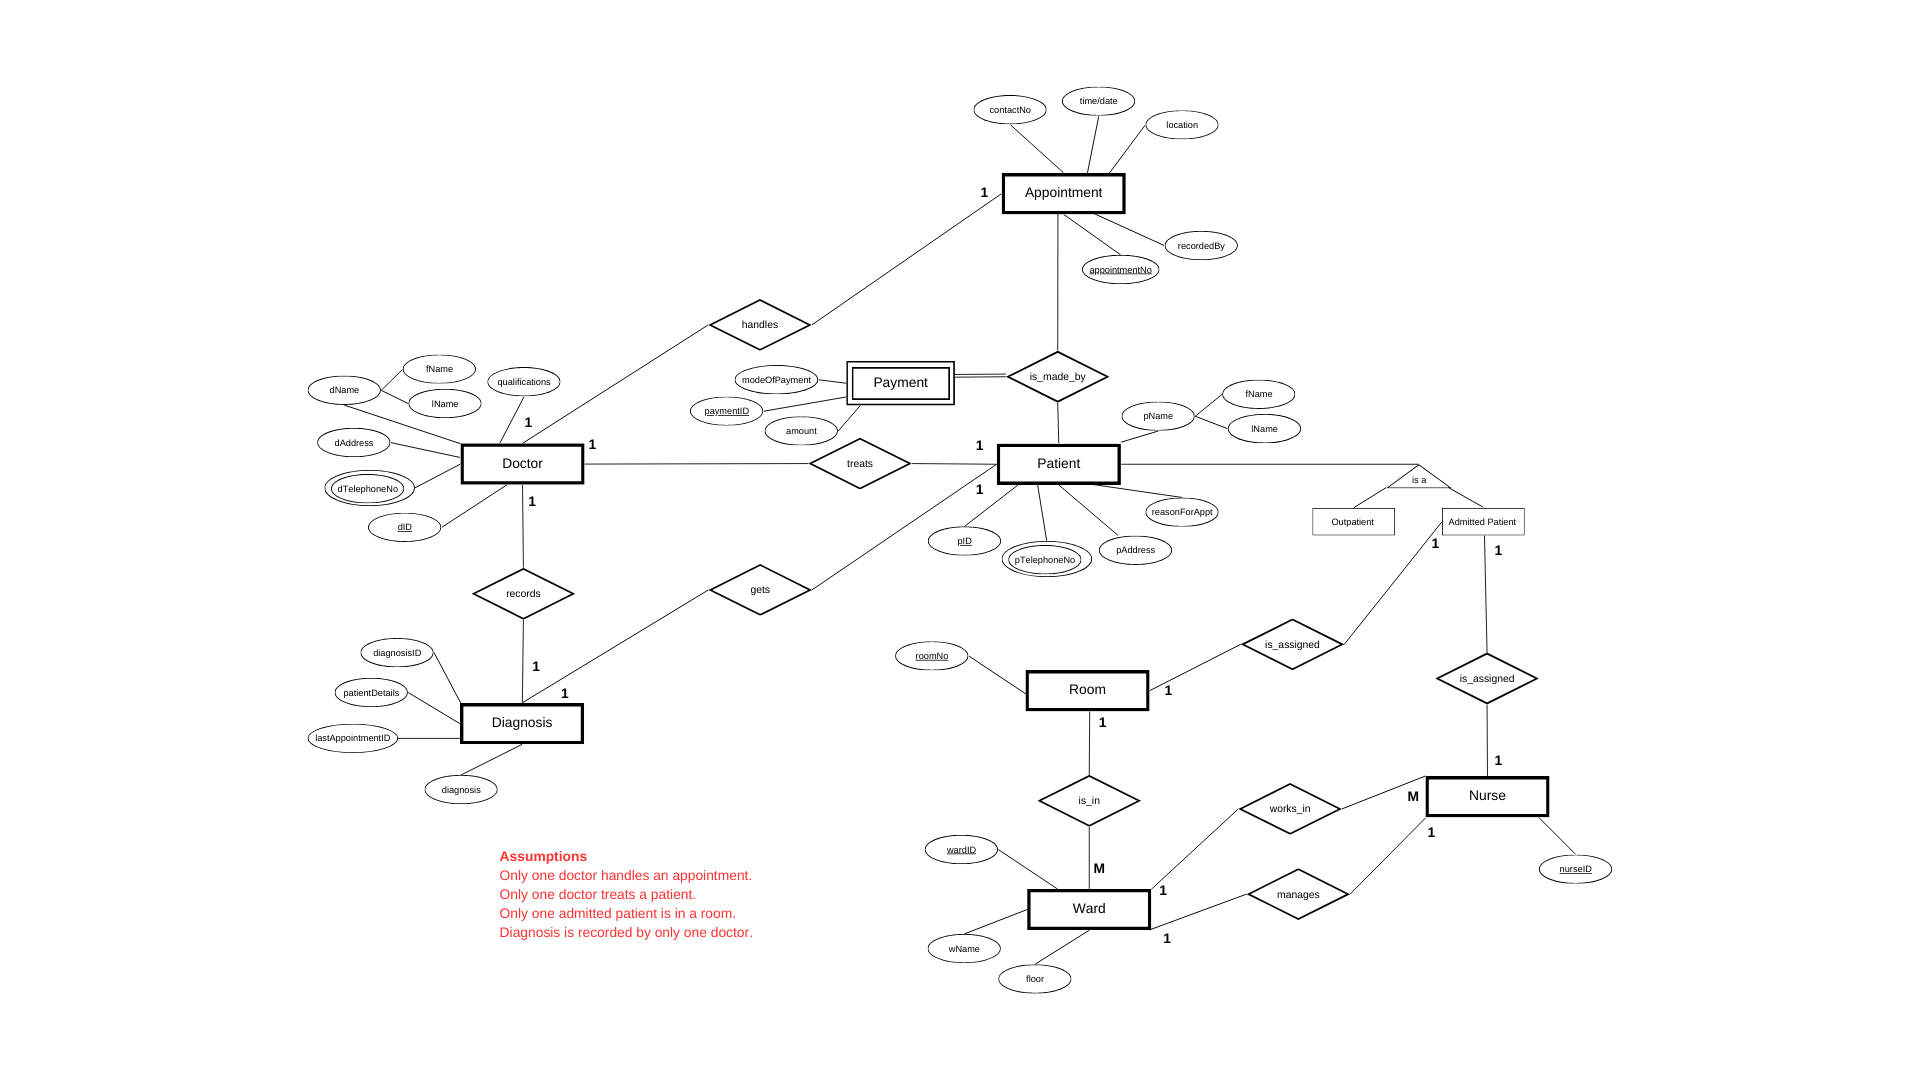 time/date
contactNo
location
Appointment
1
recordedBy
appointmentNo
handles
fName
dName
qualifications
lName
modeOfPayment
Payment
is_made_by
paymentID
amount
fName
pName
lName
1
dAddress
1
1
Doctor
treats
Patient
is a
dTelephoneNo
1
1
reasonForAppt
Outpatient
Admitted Patient
dID
pID
pTelephoneNo
pAddress
1
1
records
gets
diagnosisID
1
patientDetails
1
Diagnosis
lastAppointmentID
diagnosis
roomNo
is_assigned
is_assigned
Room
1
1
1
is_in
works_in
M
Nurse
1
wardID
M
nurseID
1
Ward
manages
1
wName
floor
Assumptions
Only one doctor handles an appointment.
Only one doctor treats a patient.
Only one admitted patient is in a room.
Diagnosis is recorded by only one doctor.